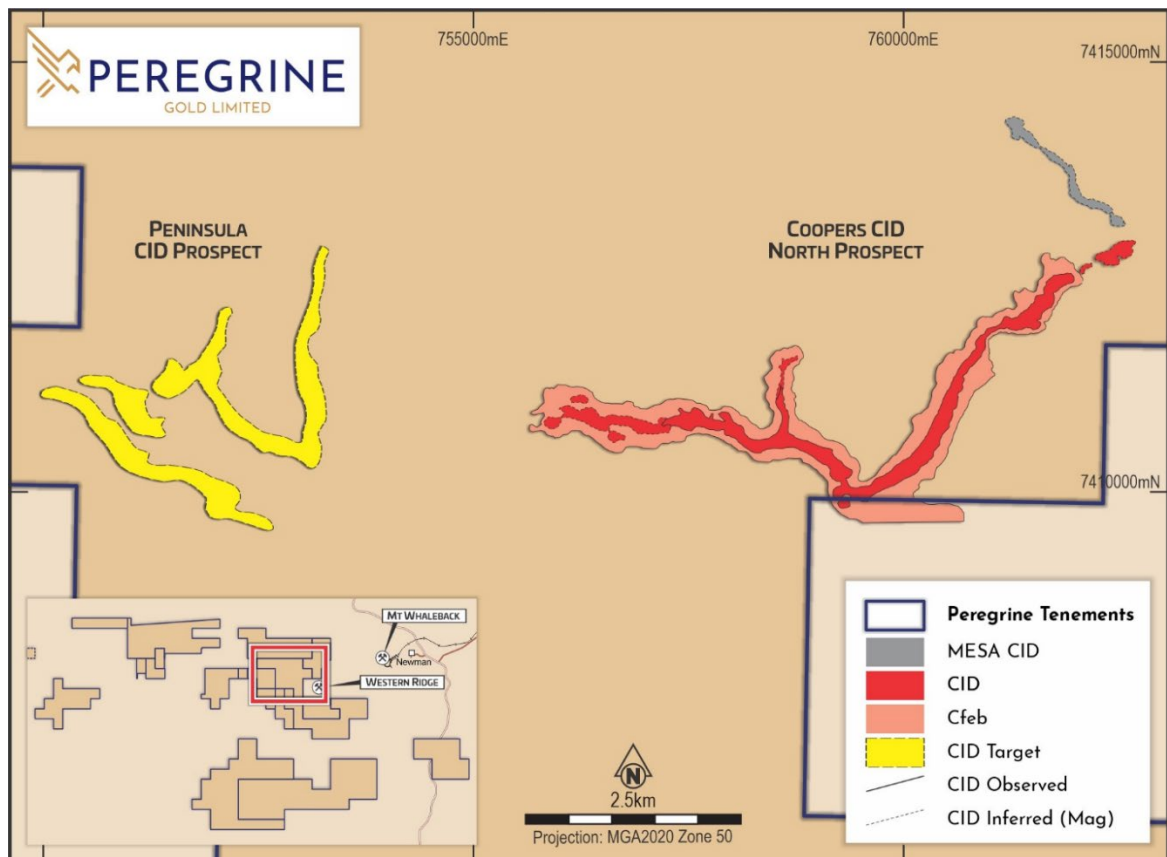 755000mE
760000mE
7415000mN
PEREGRINE
GOLD LIMITED
PENINSULA
CID PROSPECT
COOPERS CID
NORTH PROSPECT
7410000mN
MT WHALEBACK
Newman
WESTERN RIDGE
N
2.5km
Projection: MGA2020 Zone 50
Peregrine Tenements
MESA CID
CID
Cfeb
CID Target
CID Observed
CID Inferred (Mag)